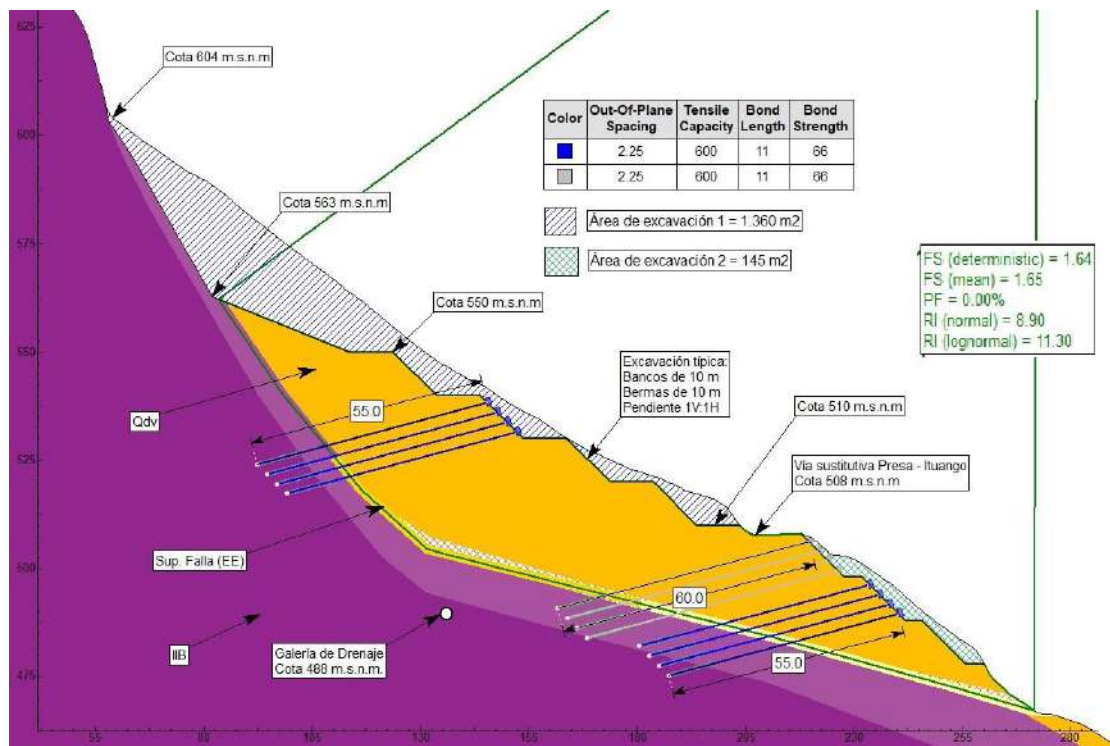 625
600
575
550
525
500
475
55
80
105
130
155
180
205
230
255
280
Cota 604 m.s.n.m
Cota 563 m.s.n.m
Cota 550 m.s.n.m
Color Out-Of-Plane Spacing Tensile Capacity Bond Length Bond Strength
2.25 600 11 66
2.25 600 11 66
Área de excavación 1 = 1.360 m2
Área de excavación 2 = 145 m2
FS (deterministic) = 1.64
FS (mean) = 1.65
PF = 0.00%
RI (normal) = 8.90
RI (lognormal) = 11.30
Excavación típica:
Bancos de 10 m
Bermas de 10 m
Pendiente 1V:1H
Cota 510 m.s.n.m
Vía sustitutiva Presa - Ituango
Cota 508 m.s.n.m
Qdv
55.0
Sup. Falla (EE)
60.0
IIB
Galería de Drenaje
Cota 488 m.s.n.m.
55.0